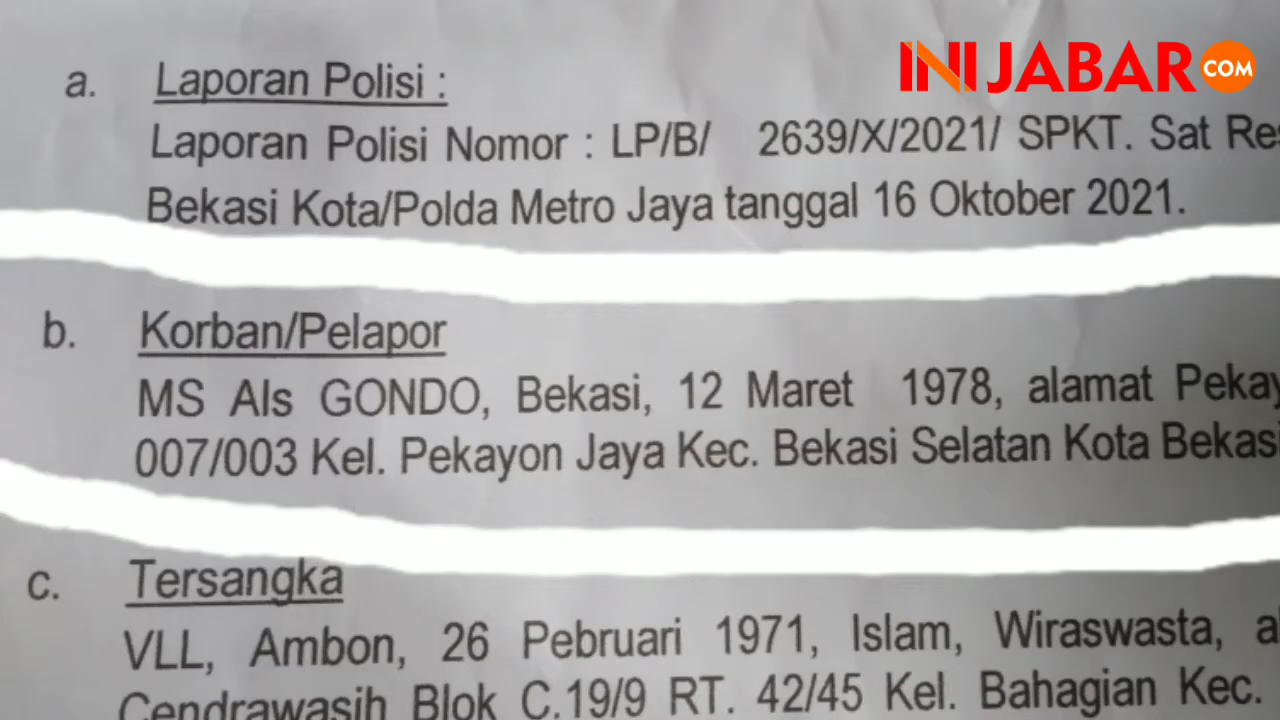 INIJABAR.COM
a. Laporan Polisi :
Laporan Polisi Nomor : LP/B/ 2639/X/2021/ SPKT. Sat Res
Bekasi Kota/Polda Metro Jaya tanggal 16 Oktober 2021.
b. Korban/Pelapor
MS Als GONDO, Bekasi, 12 Maret 1978, alamat Pekay
007/003 Kel. Pekayon Jaya Kec. Bekasi Selatan Kota Bekasi
c. Tersangka
VLL, Ambon, 26 Pebruari 1971, Islam, Wiraswasta, a
Cendrawasih Blok C.19/9 RT. 42/45 Kel. Bahagian Kec.